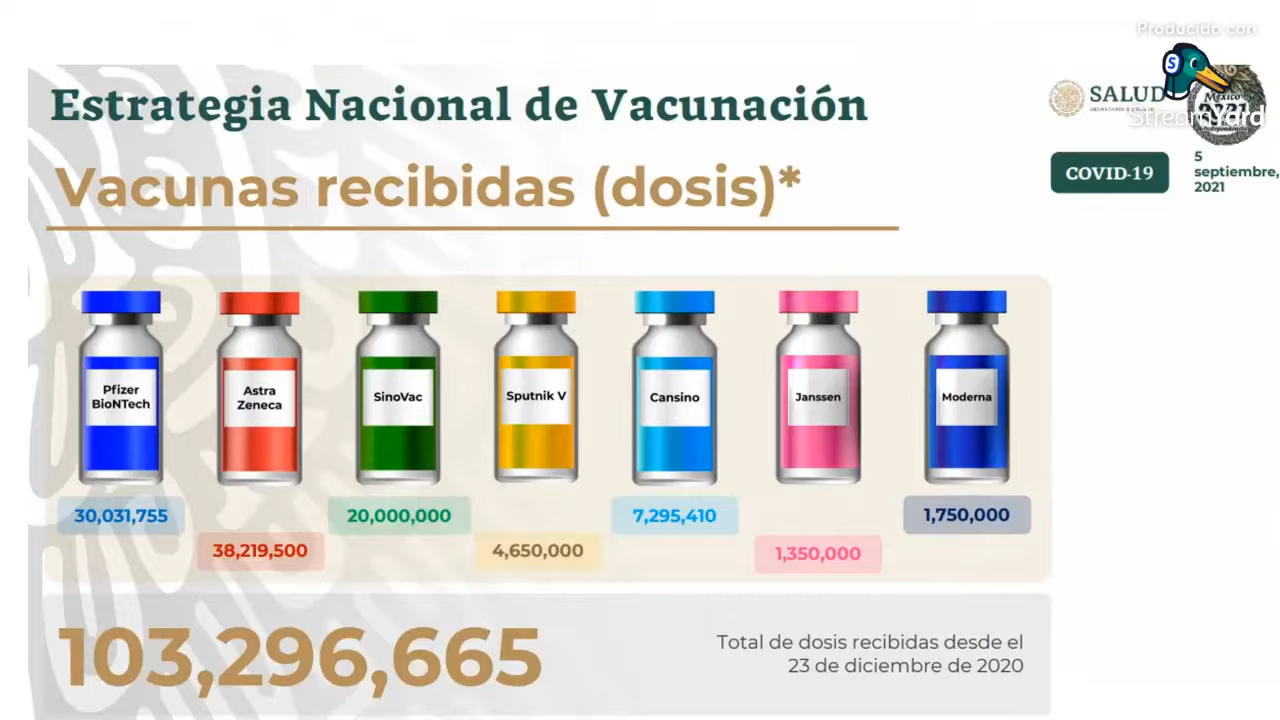 Producido con
StreamYard
SALUD
México
2021
Estrategia Nacional de Vacunación
Vacunas recibidas (dosis)*
COVID-19
5
septiembre,
2021
Pfizer
BioNTech
Astra
Zeneca
SinoVac
Sputnik V
Cansino
Janssen
Moderna
30,031,755
38,219,500
20,000,000
4,650,000
7,295,410
1,350,000
1,750,000
103,296,665
Total de dosis recibidas desde el
23 de diciembre de 2020